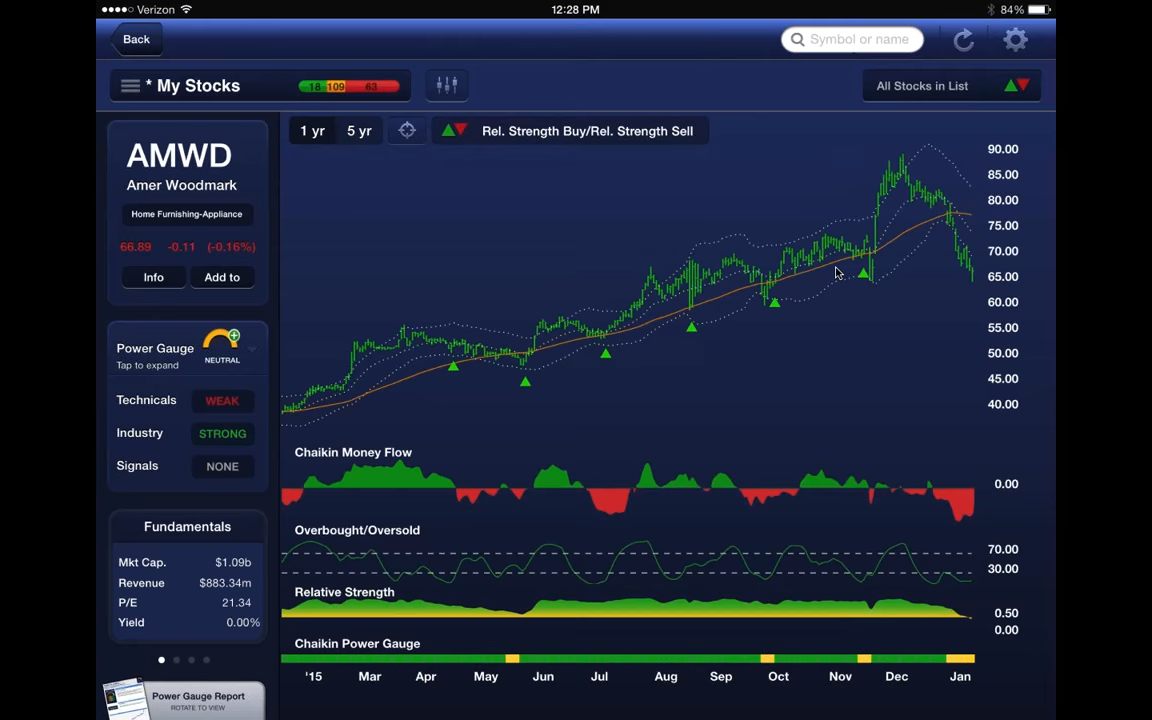 Verizon 12:28 PM 84%
Back Symbol or name
* My Stocks 18 109 63 All Stocks in List
1 yr 5 yr Rel. Strength Buy/Rel. Strength Sell
AMWD
Amer Woodmark
Home Furnishing-Appliance
66.89 -0.11 (-0.16%)
Info Add to
Power Gauge
Tap to expand
NEUTRAL
Technicals WEAK
Industry STRONG
Signals NONE
Fundamentals
Mkt Cap. $1.09b
Revenue $883.34m
P/E 21.34
Yield 0.00%
Power Gauge Report
ROTATE TO VIEW
90.00
85.00
80.00
75.00
70.00
65.00
60.00
55.00
50.00
45.00
40.00
Chaikin Money Flow
0.00
Overbought/Oversold
70.00
30.00
Relative Strength
0.50
0.00
Chaikin Power Gauge
'15 Mar Apr May Jun Jul Aug Sep Oct Nov Dec Jan